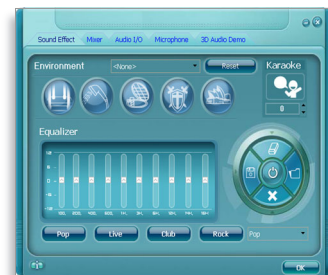 Sound Effect Mixer Audio I/O Microphone 3D Audio Demo
Environment <None> Reset Karaoke
0
Equalizer
Pop Live Club Rock Pop
OK